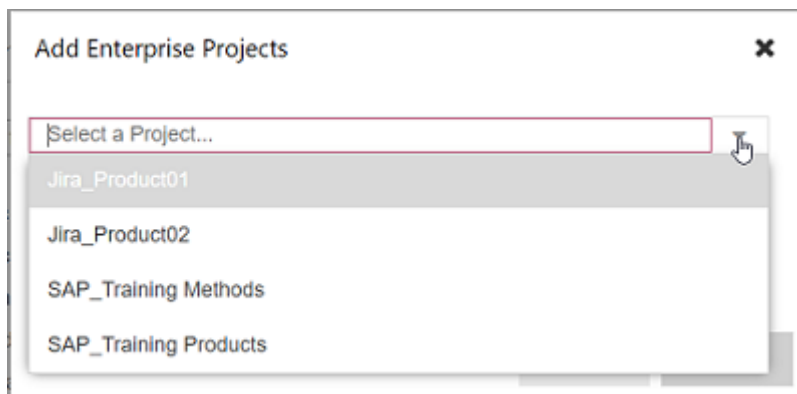 Add Enterprise Projects
Select a Project...
Jira_Product01
Jira_Product02
SAP_Training Methods
SAP_Training Products